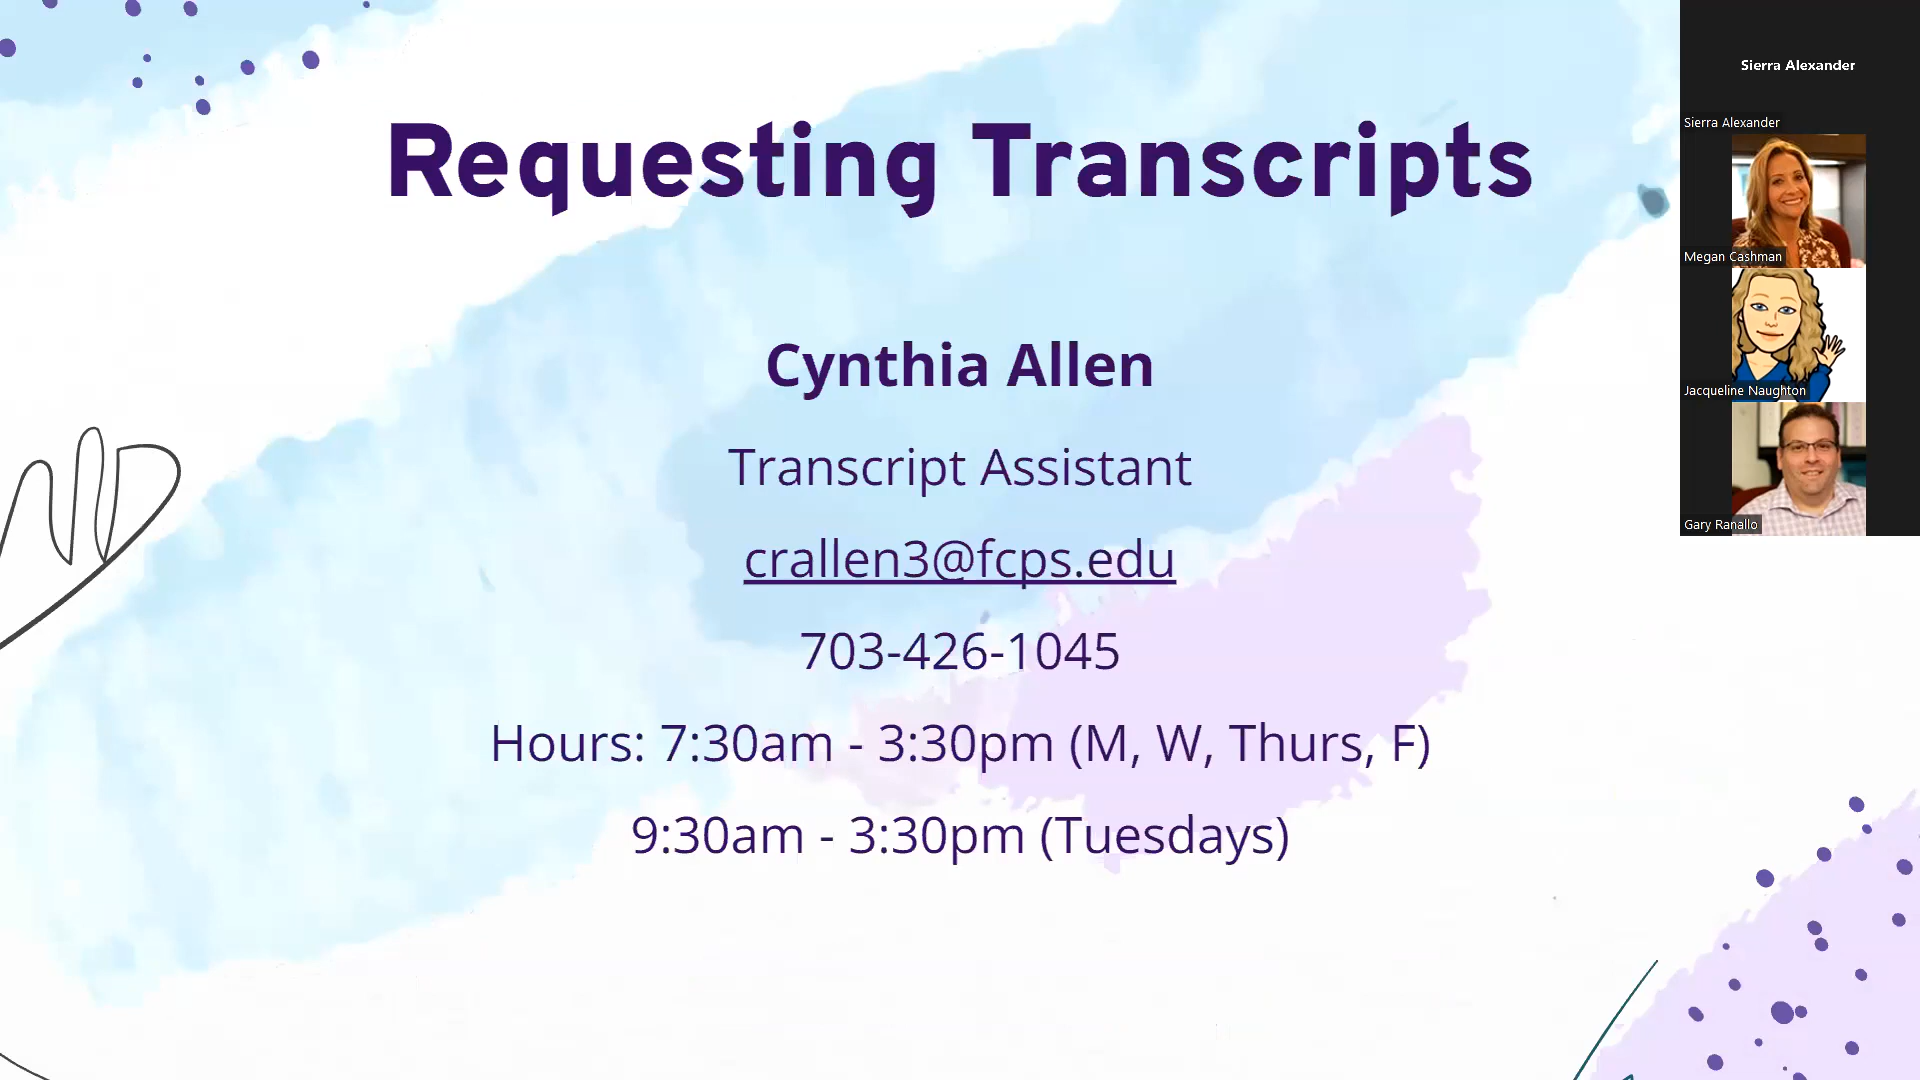 Requesting Transcripts
Cynthia Allen
Transcript Assistant
crallen3@fcps.edu
703-426-1045
Hours: 7:30am - 3:30pm (M, W, Thurs, F)
9:30am - 3:30pm (Tuesdays)
Sierra Alexander
Sierra Alexander
Megan Cashman
Jacqueline Naughton
Gary Ranallo